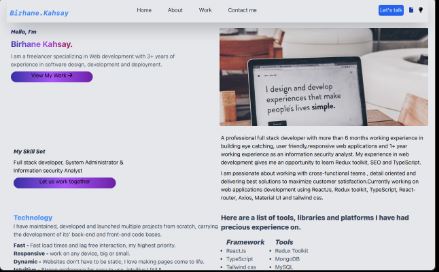 Birhane.Kahsay
Home
About
Work
Contact me
Let's talk
Hello, I'm
Birhane Kahsay.
I am a freelancer specializing in Web development with 3+ years of
experience in software design, development and deployment.
View My Work →
I design and develop
experiences that make
people lives simple.
My Skill Set
Full stack developer, System Administrator &
Information security Analyst
Let us work together
A professional full stack developer with more than 6 months working experience in
building eye catching, user friendly,responsive web applications and 1+ year
working experience as an information security analyst. My experience in web
development gives me an opportunity to learn Redux toolkit, SEO and TypeScript.
I am passionate about working with cross-functional teams , detail oriented and
delivering best solutions to maximize customer satisfaction.Currently working on
web applications development using Reactus, Redux toolkit, TypeScript, React-
router, Axios, Material UI and tailwind css.
Technology
I have maintained, developed and launched multiple projects from scratch, carrying
the development of its' back-end and front-end code bases.
Fast - Fast load times and lag free interaction, my highest priority.
Responsive - work on any device, big or small.
Dynamic - Websites don't have to be static, I love making pages come to life.
Here are a list of tools, libraries and platforms I have had
precious experience on.
Framework
• ReactJs
• TypeScript
• Tailwind css
Tools
• Redux Toolkit
• MongoDB
• MySQL